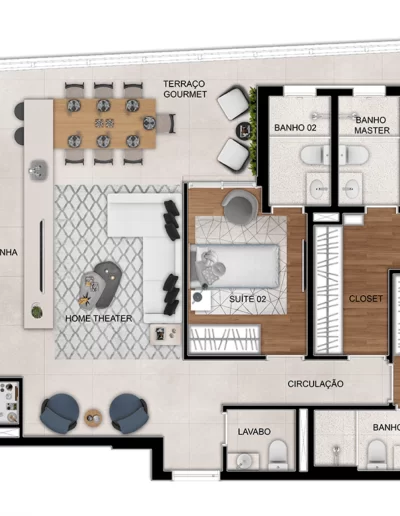 TERRAÇO
GOURMET
BANHO 02
BANHO
MASTER
NHA
HOME THEATER
SUÍTE 02
CLOSET
CIRCULAÇÃO
LAVABO
BANHO